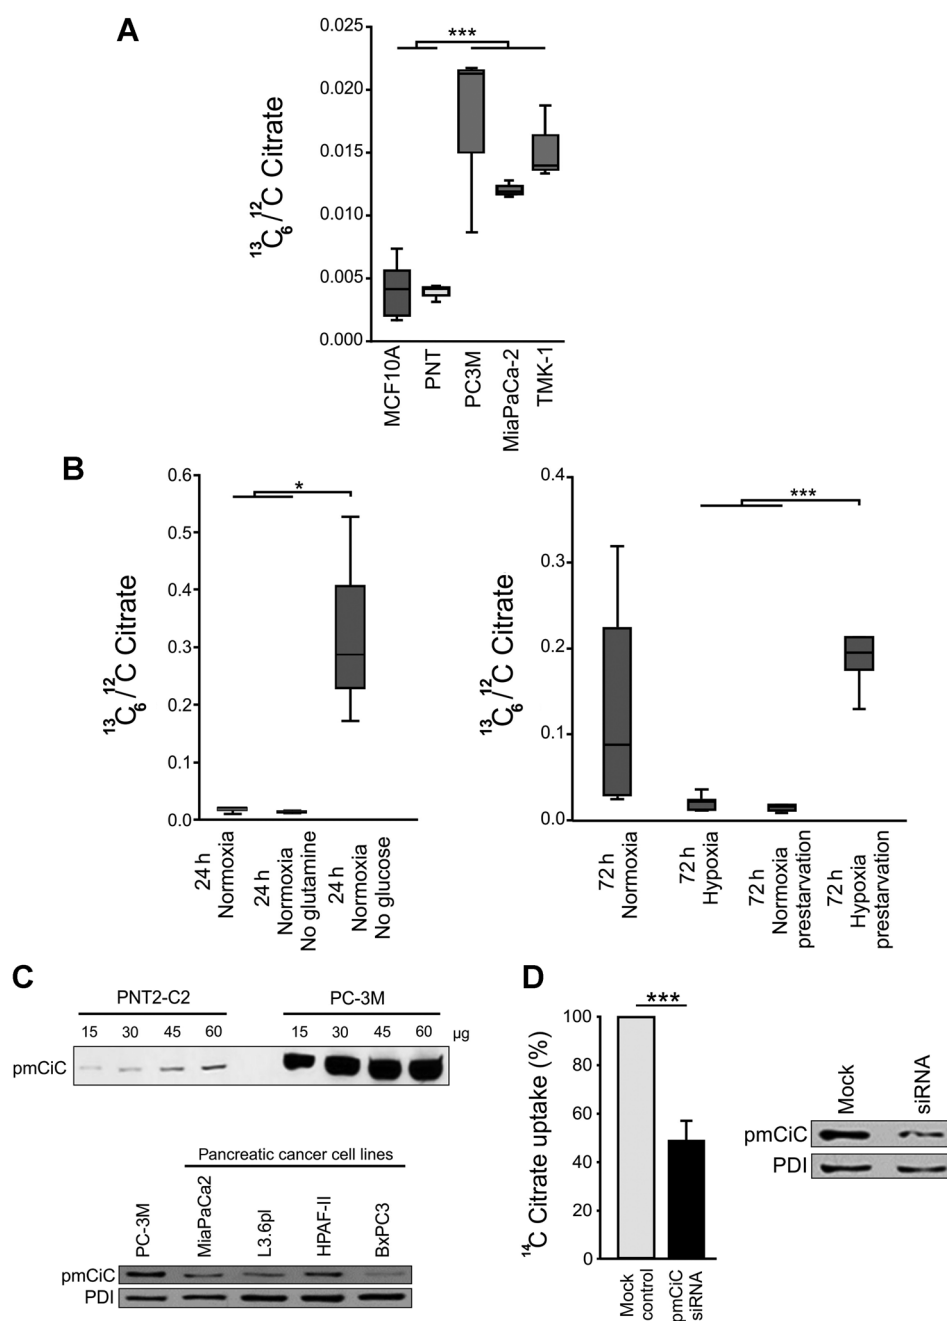 A
0.025
0.020
0.015
0.010
0.005
0.000
13C6/12C Citrate
***
MCF10A
PNT
PC3M
MiaPaCa-2
TMK-1
B
0.6
0.5
0.4
0.3
0.2
0.1
0.0
13C6/12C Citrate
*
24 h
Normoxia
24 h
Normoxia
No glutamine
24 h
Normoxia
No glucose
0.4
0.3
0.2
0.1
0.0
13C6/12C Citrate
***
72 h
Normoxia
72 h
Hypoxia
72 h
Normoxia
prestarvation
72 h
Hypoxia
prestarvation
C
PNT2-C2 PC-3M
15 30 45 60 15 30 45 60 µg
pmCiC
Pancreatic cancer cell lines
PC-3M
MiaPaCa2
L3.6pl
HPAF-II
BxPC3
pmCiC
PDI
D
***
100
80
60
40
20
0
14C Citrate uptake (%)
Mock
control
pmCiC
siRNA
Mock
siRNA
pmCiC
PDI